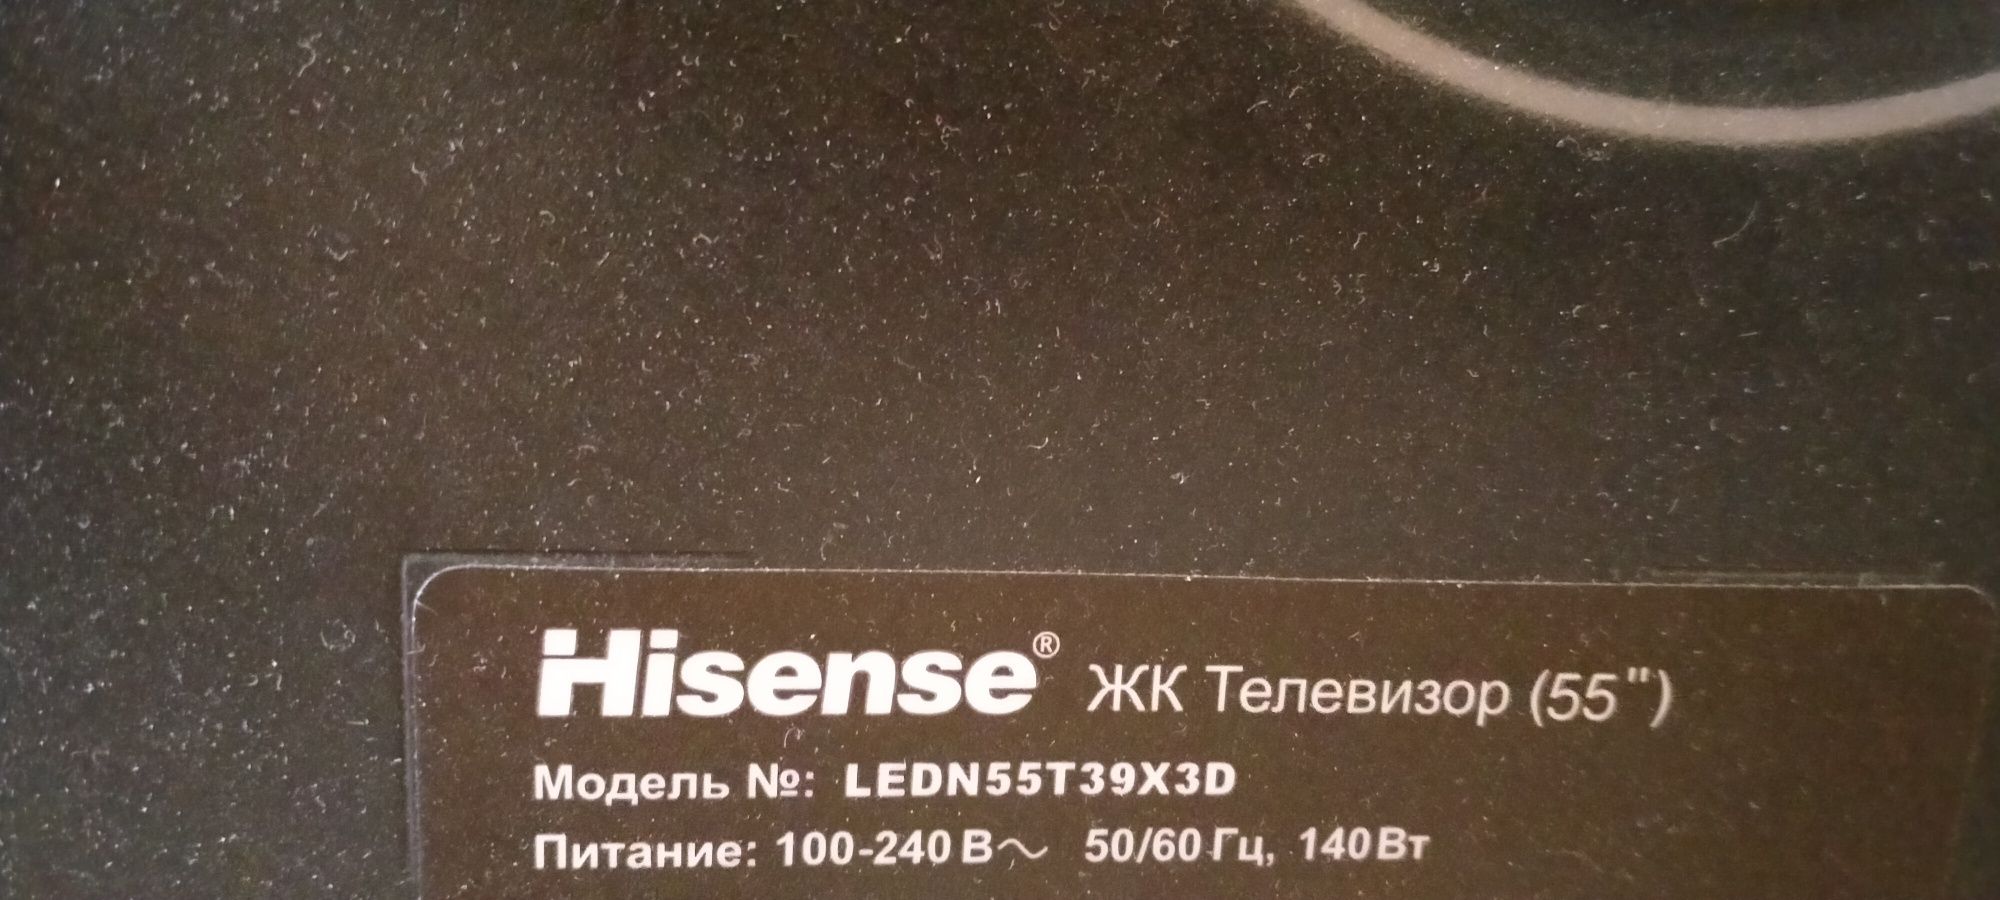 Hisense® ЖК Телевизор (55")
Модель №: LEDN55T39X3D
Питание: 100-240 В~ 50/60 Гц, 140 Вт